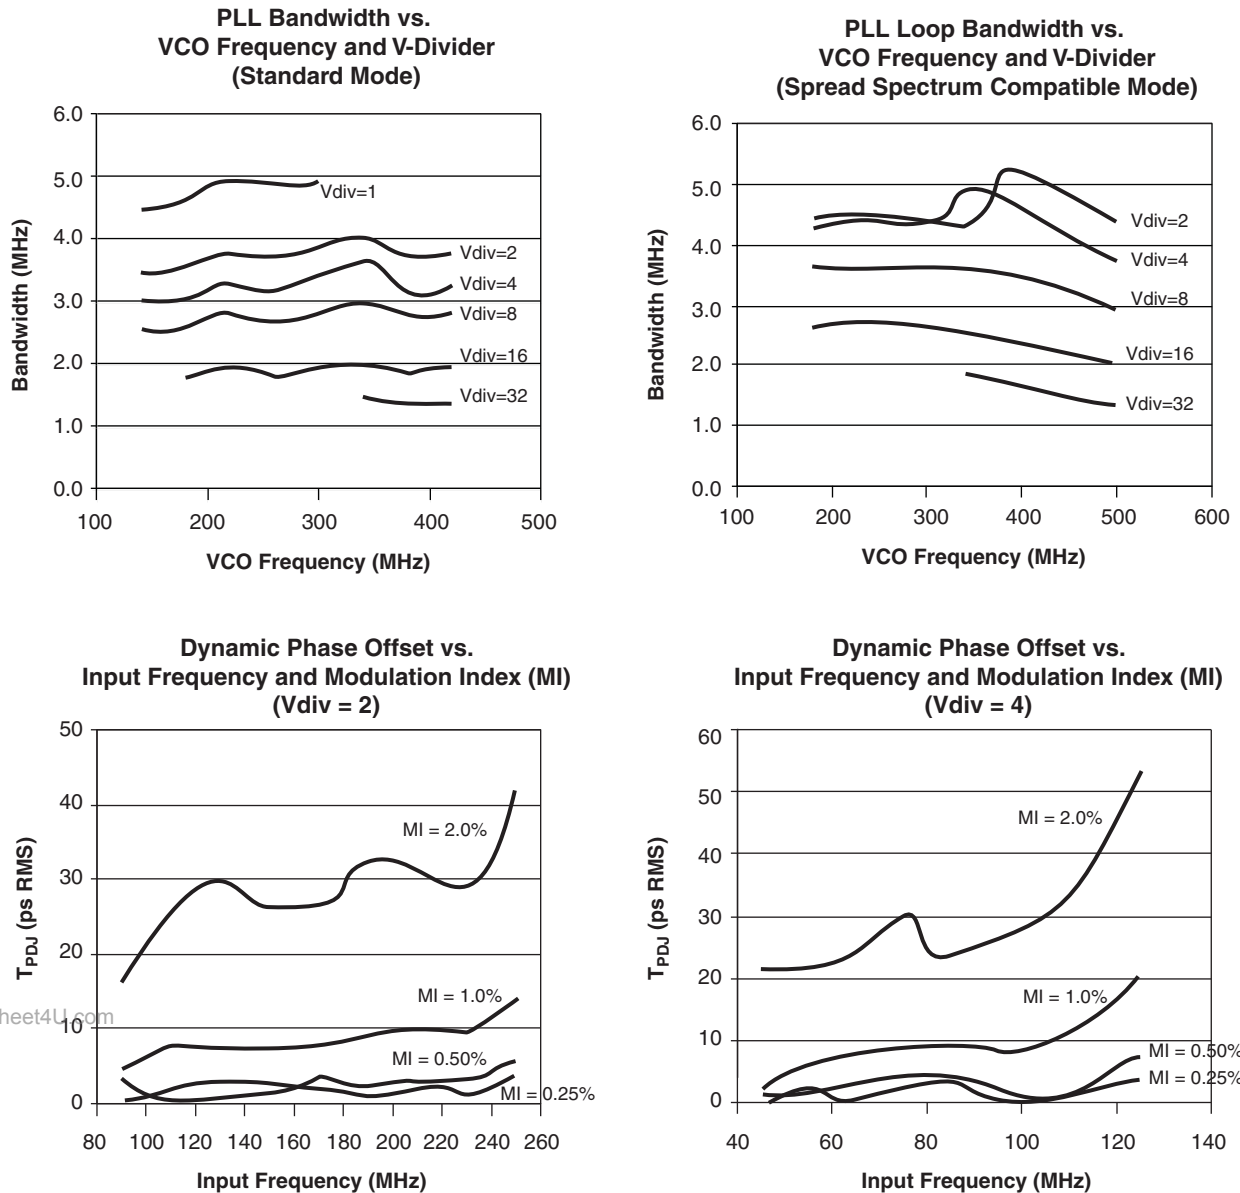 PLL Bandwidth vs.
VCO Frequency and V-Divider
(Standard Mode)
6.0
5.0
4.0
3.0
2.0
1.0
0.0
Bandwidth (MHz)
Vdiv=1
Vdiv=2
Vdiv=4
Vdiv=8
Vdiv=16
Vdiv=32
100 200 300 400 500
VCO Frequency (MHz)
PLL Loop Bandwidth vs.
VCO Frequency and V-Divider
(Spread Spectrum Compatible Mode)
6.0
5.0
4.0
3.0
2.0
1.0
0.0
Bandwidth (MHz)
Vdiv=2
Vdiv=4
Vdiv=8
Vdiv=16
Vdiv=32
100 200 300 400 500 600
VCO Frequency (MHz)
Dynamic Phase Offset vs.
Input Frequency and Modulation Index (MI)
(Vdiv = 2)
50
40
30
20
10
0
TPDJ (ps RMS)
MI = 2.0%
MI = 1.0%
MI = 0.50%
MI = 0.25%
80 100 120 140 160 180 200 220 240 260
Input Frequency (MHz)
heet4U.com
Dynamic Phase Offset vs.
Input Frequency and Modulation Index (MI)
(Vdiv = 4)
60
50
40
30
20
10
0
TPDJ (ps RMS)
MI = 2.0%
MI = 1.0%
MI = 0.50%
MI = 0.25%
40 60 80 100 120 140
Input Frequency (MHz)